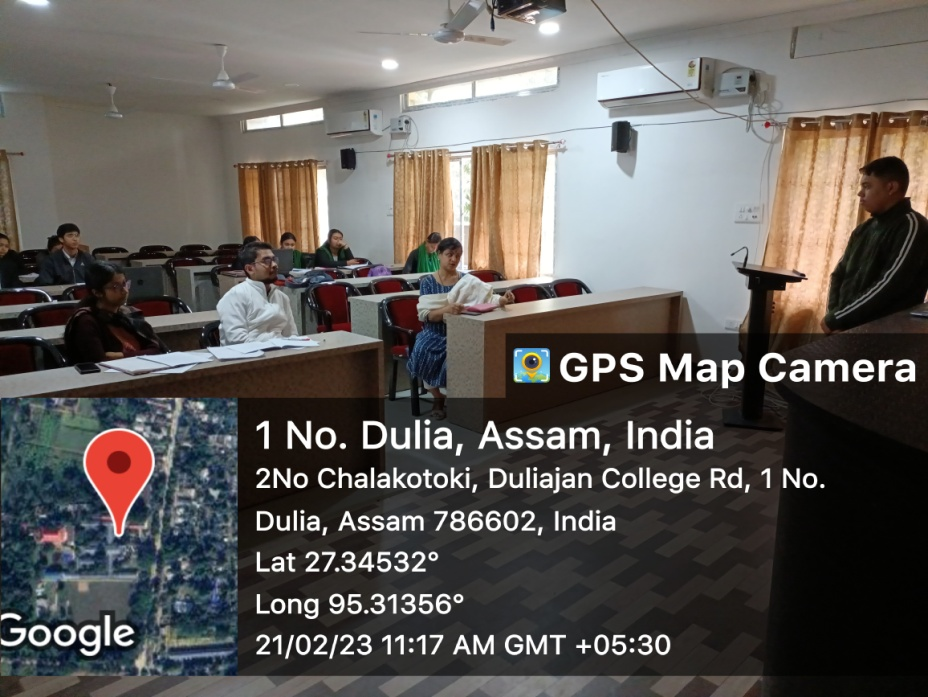 GPS Map Camera
1 No. Dulia, Assam, India
2No Chalakotoki, Duliajan College Rd, 1 No.
Dulia, Assam 786602, India
Lat 27.34532°
Long 95.31356°
21/02/23 11:17 AM GMT +05:30
Google